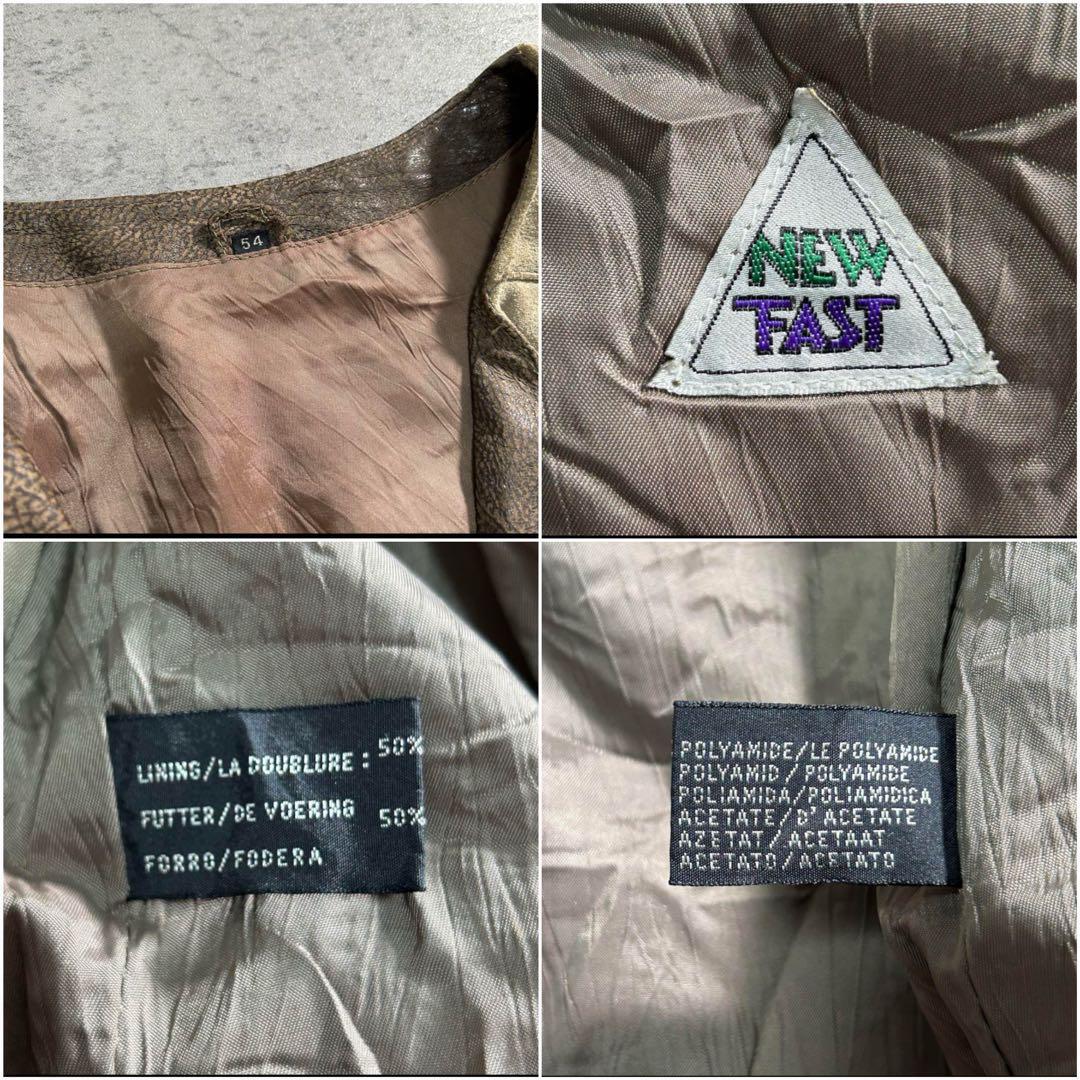 54
NEW
FAST
LINING/LA DOUBLURE : 50%
FUTTER/DE VOERING 50%
FORRO/FODERA
POLYAMIDE/LE POLYAMIDE
POLYAMID/POLYAMIDE
POLIAMIDA/POLIAMIDICA
ACETATE/D'ACETATE
AZETAT/ACETAAT
ACETATO/ACETATO